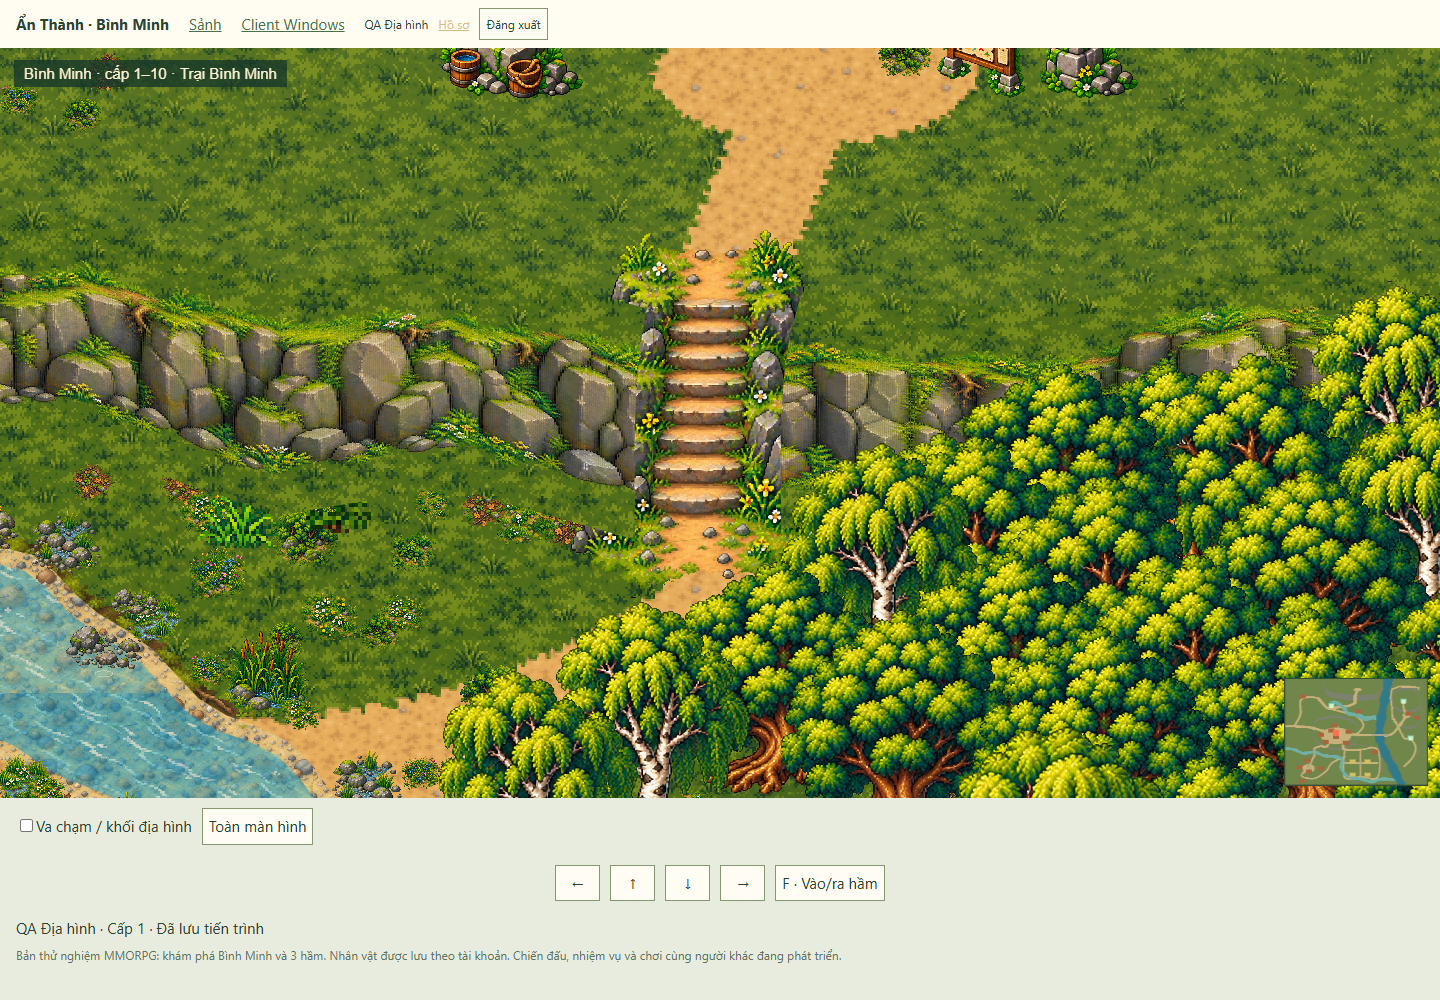 Ẩn Thành · Bình Minh Sảnh Client Windows QA Địa hình Hồ sơ Đăng xuất
Bình Minh · cấp 1–10 · Trại Bình Minh
Va chạm / khối địa hình Toàn màn hình
← ↑ ↓ → F · Vào/ra hầm
QA Địa hình · Cấp 1 · Đã lưu tiến trình
Bản thử nghiệm MMORPG: khám phá Bình Minh và 3 hầm. Nhân vật được lưu theo tài khoản. Chiến đấu, nhiệm vụ và chơi cùng người khác đang phát triển.